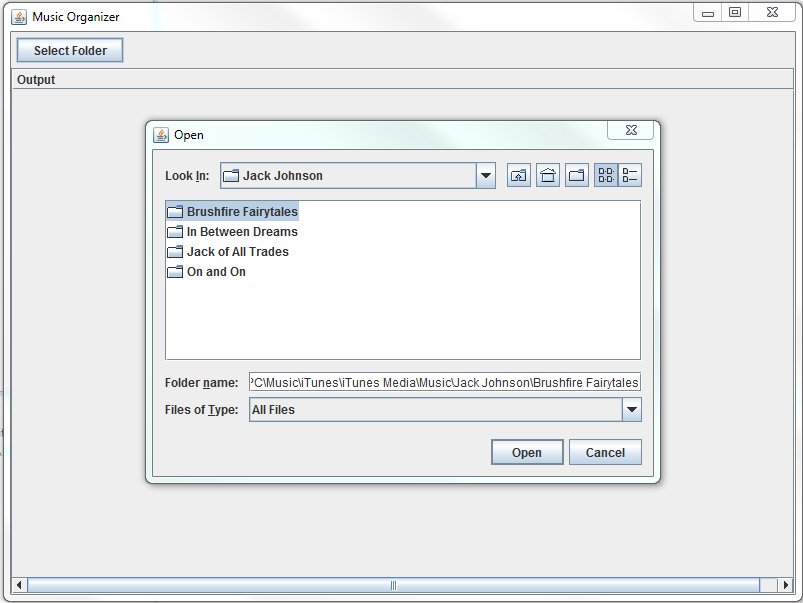 Music Organizer
Select Folder
Output
Open
Look In: Jack Johnson
Brushfire Fairytales
In Between Dreams
Jack of All Trades
On and On
Folder name: PC\Music\iTunes\iTunes Media\Music\Jack Johnson\Brushfire Fairytales
Files of Type: All Files
Open Cancel